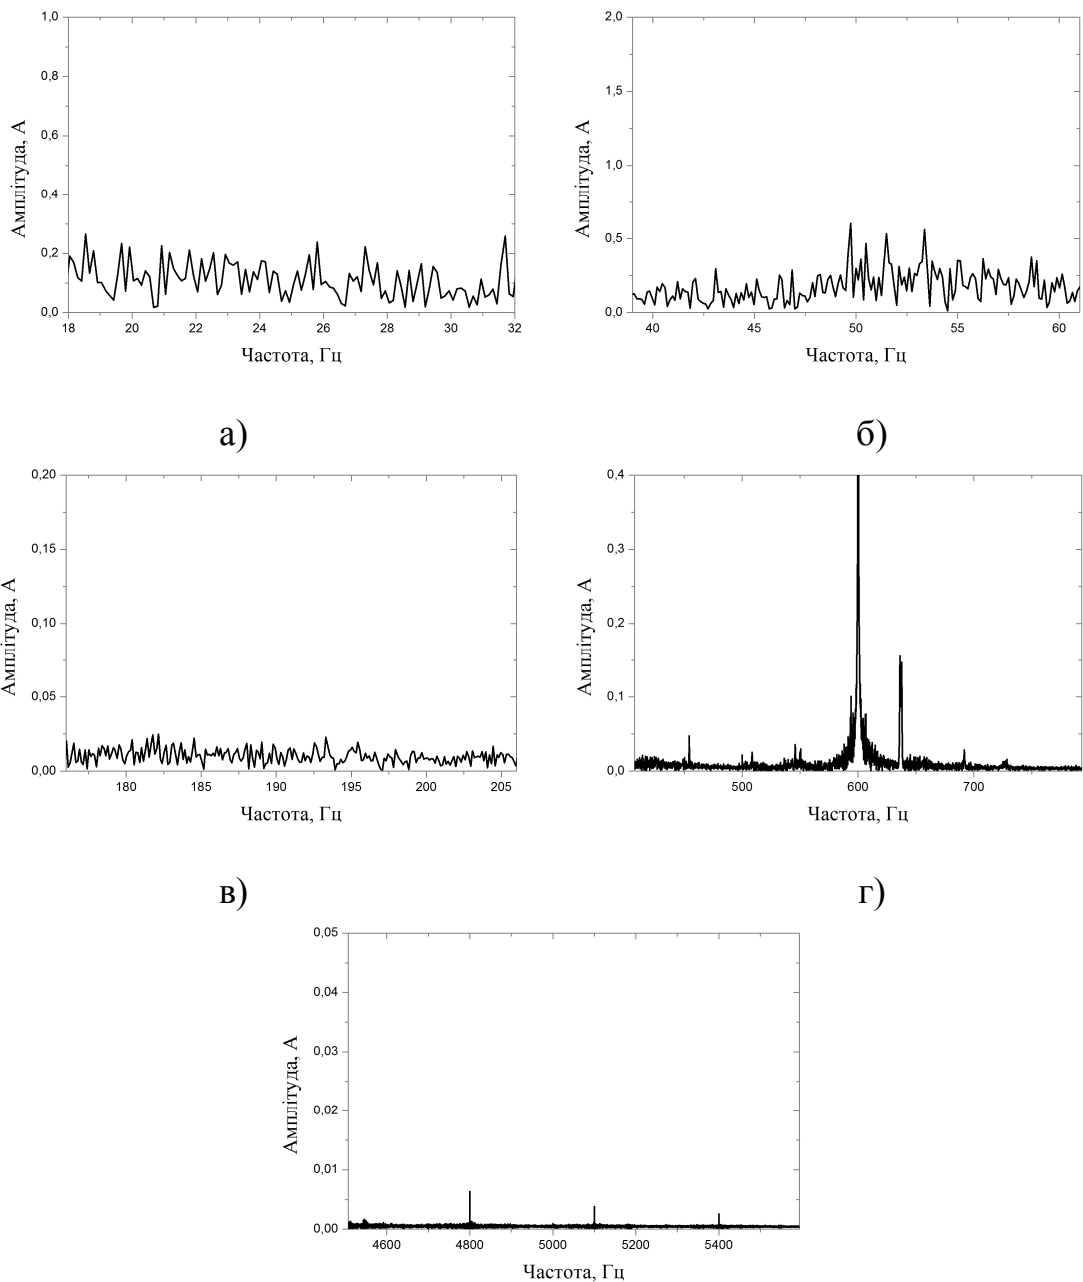 1,0
0,8
0,6
0,4
0,2
0,0
18 20 22 24 26 28 30 32
Амплітуда, А
Частота, Гц
2,0
1,5
1,0
0,5
0,0
40 45 50 55 60
Амплітуда, А
Частота, Гц
а)
б)
0,20
0,15
0,10
0,05
0,00
180 185 190 195 200 205
Амплітуда, А
Частота, Гц
0,4
0,3
0,2
0,1
0,0
500 600 700
Амплітуда, А
Частота, Гц
в)
г)
0,05
0,04
0,03
0,02
0,01
0,00
4600 4800 5000 5200 5400
Амплітуда, А
Частота, Гц